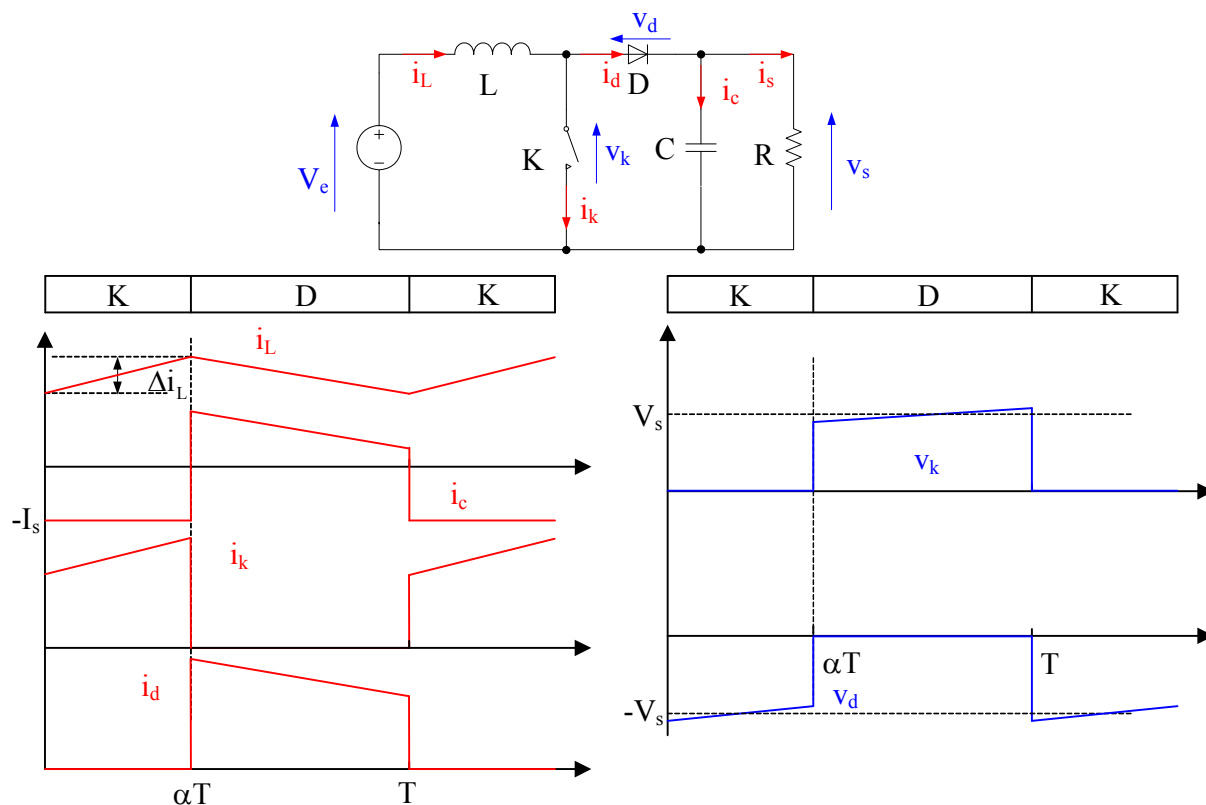 v_d
i_L
i_d
i_s
L
D
i_c
+
−
V_e
K
v_k
C
R
v_s
i_k
K D K
K D K
i_L
Δi_L
i_c
-I_s
i_k
i_d
αT
T
V_s
v_k
αT
T
-V_s
v_d